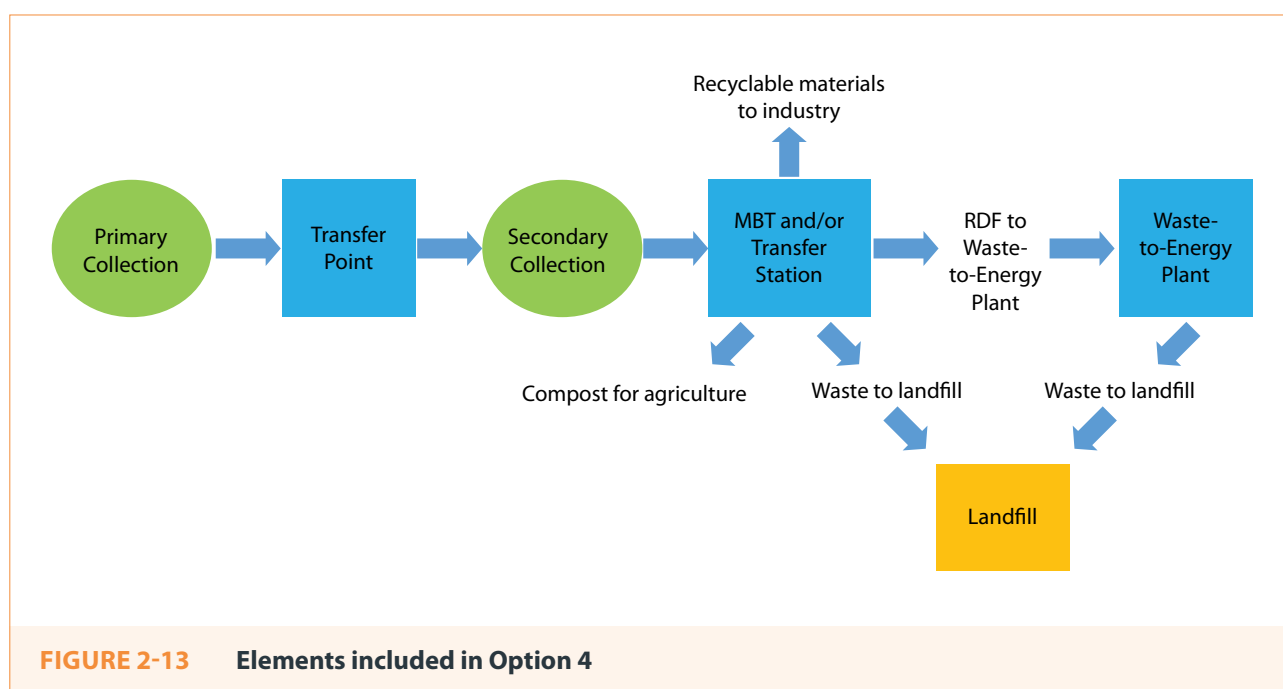 Recyclable materials
to industry
Primary
Collection
Transfer
Point
Secondary
Collection
MBT and/or
Transfer
Station
RDF to
Waste-
to-Energy
Plant
Waste-
to-Energy
Plant
Compost for agriculture
Waste to landfill
Waste to landfill
Landfill
FIGURE 2-13 Elements included in Option 4